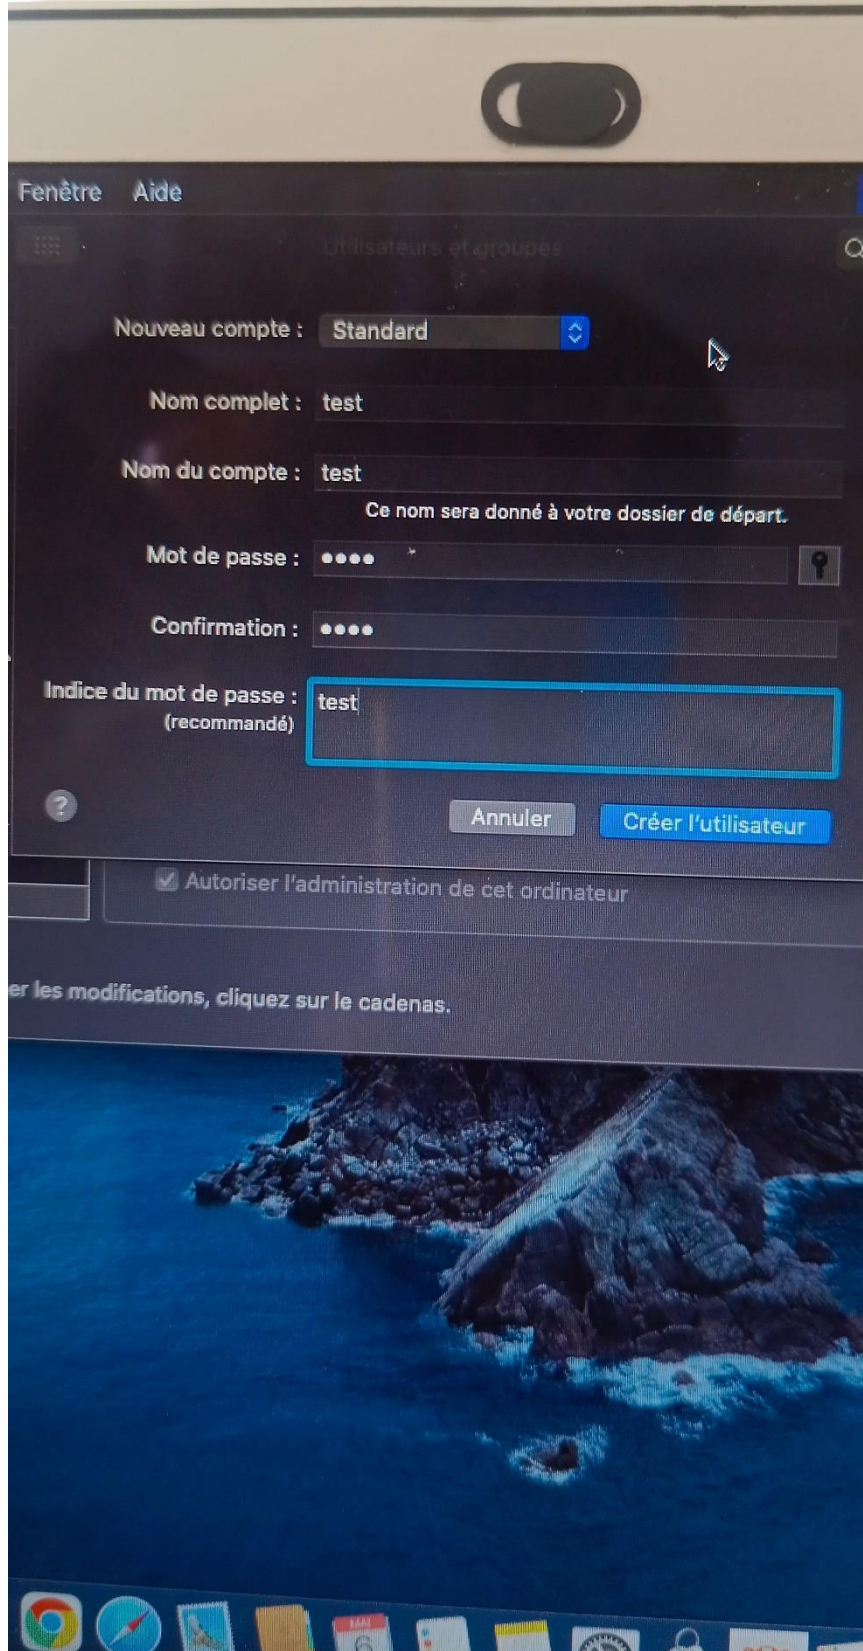 Fenêtre Aide
Utilisateurs et groupes
Nouveau compte : Standard
Nom complet : test
Nom du compte : test
Ce nom sera donné à votre dossier de départ.
Mot de passe : ••••
Confirmation : ••••
Indice du mot de passe : test
(recommandé)
?
Annuler Créer l'utilisateur
Autoriser l'administration de cet ordinateur
er les modifications, cliquez sur le cadenas.
MAI
6